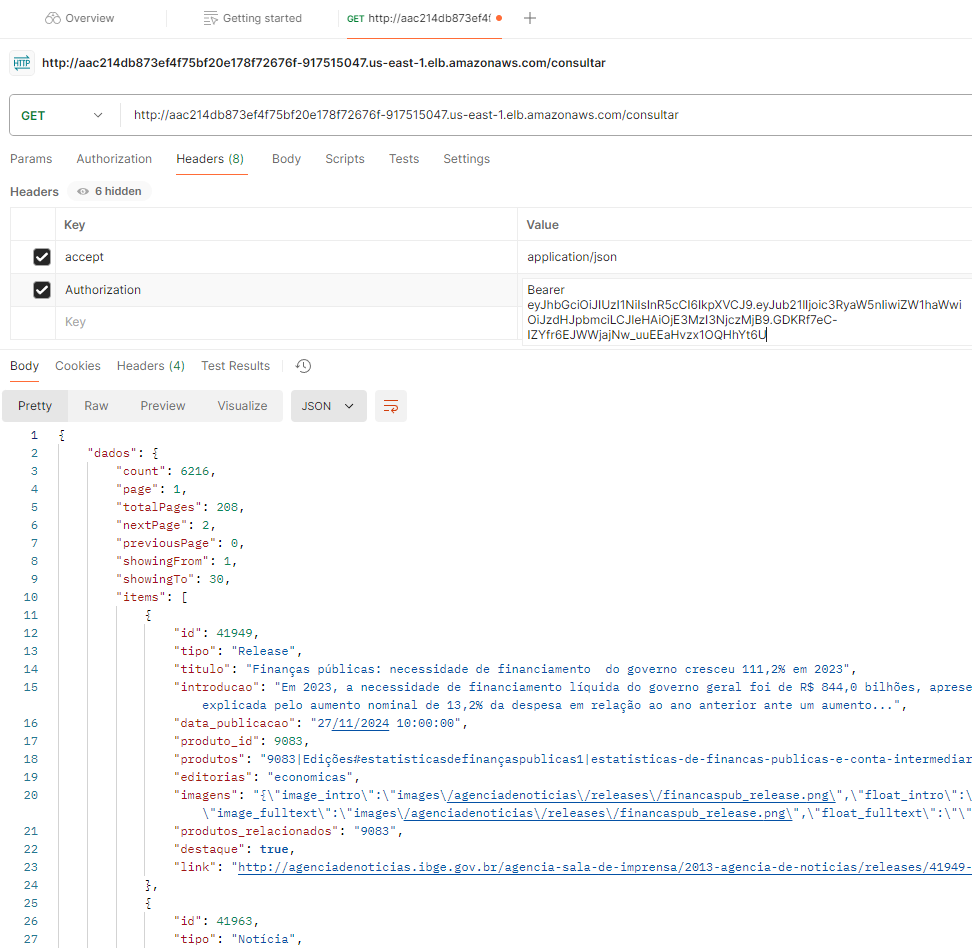 Overview
Getting started
GET http://aac214db873ef4f
http://aac214db873ef4f75bf20e178f72676f-917515047.us-east-1.elb.amazonaws.com/consultar
GET
http://aac214db873ef4f75bf20e178f72676f-917515047.us-east-1.elb.amazonaws.com/consultar
Params Authorization Headers (8) Body Scripts Tests Settings
Headers 6 hidden
Key Value
accept application/json
Authorization Bearer
Key
Body Cookies Headers (4) Test Results
Pretty Raw Preview Visualize JSON
1 {
2 "dados": {
3 "count": 6216,
4 "page": 1,
5 "totalPages": 208,
6 "nextPage": 2,
7 "previousPage": 0,
8 "showingFrom": 1,
9 "showingTo": 30,
10 "items": [
11 {
12 "id": 41949,
13 "tipo": "Release",
14 "titulo": "Finanças públicas: necessidade de financiamento  do governo cresceu 111,2% em 2023",
15 "introducao": "Em 2023, a necessidade de financiamento líquida do governo geral foi de R$ 844,0 bilhões, aprese
explicada pelo aumento nominal de 13,2% da despesa em relação ao ano anterior ante um aumento...",
16 "data_publicacao": "27/11/2024 10:00:00",
17 "produto_id": 9083,
18 "produtos": "9083|Edições#estatisticasdefinançaspublicas1|estatisticas-de-financas-publicas-e-conta-intermediar
19 "editorias": "economicas",
20 "imagens": "{\"image_intro\":\"images\/agenciadenoticias\/releases\/financaspub_release.png\",\"float_intro\":\
\"image_fulltext\":\"images\/agenciadenoticias\/releases\/financaspub_release.png\",\"float_fulltext\":\"\"
21 "produtos_relacionados": "9083",
22 "destaque": true,
23 "link": "http://agenciadenoticias.ibge.gov.br/agencia-sala-de-imprensa/2013-agencia-de-noticias/releases/41949-
24 },
25 {
26 "id": 41963,
27 "tipo": "Notícia",